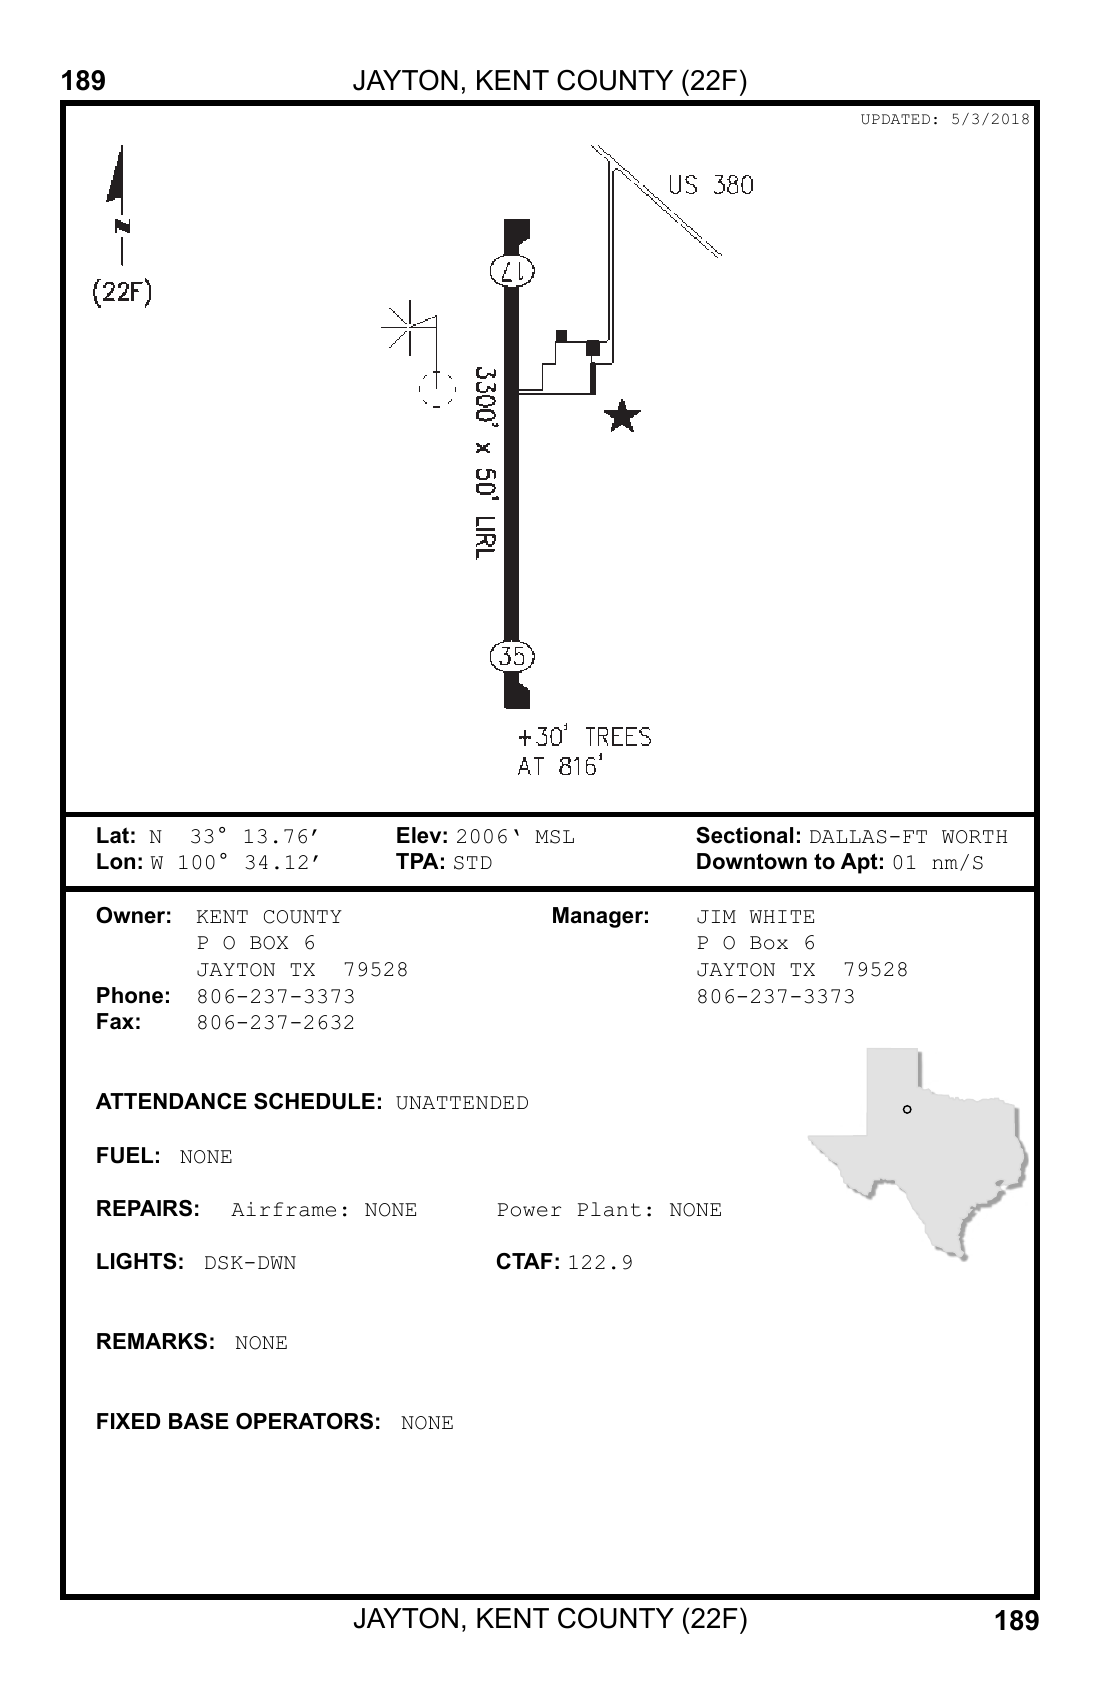 189 JAYTON, KENT COUNTY (22F)
UPDATED: 5/3/2018
US 380
N
(22F)
17
3300' x 50' LIRL
35
+30' TREES
AT 816'
Lat: N 33° 13.76′ Elev: 2006‘ MSL Sectional: DALLAS-FT WORTH
Lon: W 100° 34.12′ TPA: STD Downtown to Apt: 01 nm/S
Owner: KENT COUNTY Manager: JIM WHITE
P O BOX 6 P O Box 6
JAYTON TX 79528 JAYTON TX 79528
Phone: 806-237-3373 806-237-3373
Fax: 806-237-2632
ATTENDANCE SCHEDULE: UNATTENDED
FUEL: NONE
REPAIRS: Airframe: NONE Power Plant: NONE
LIGHTS: DSK-DWN CTAF: 122.9
REMARKS: NONE
FIXED BASE OPERATORS: NONE
JAYTON, KENT COUNTY (22F) 189